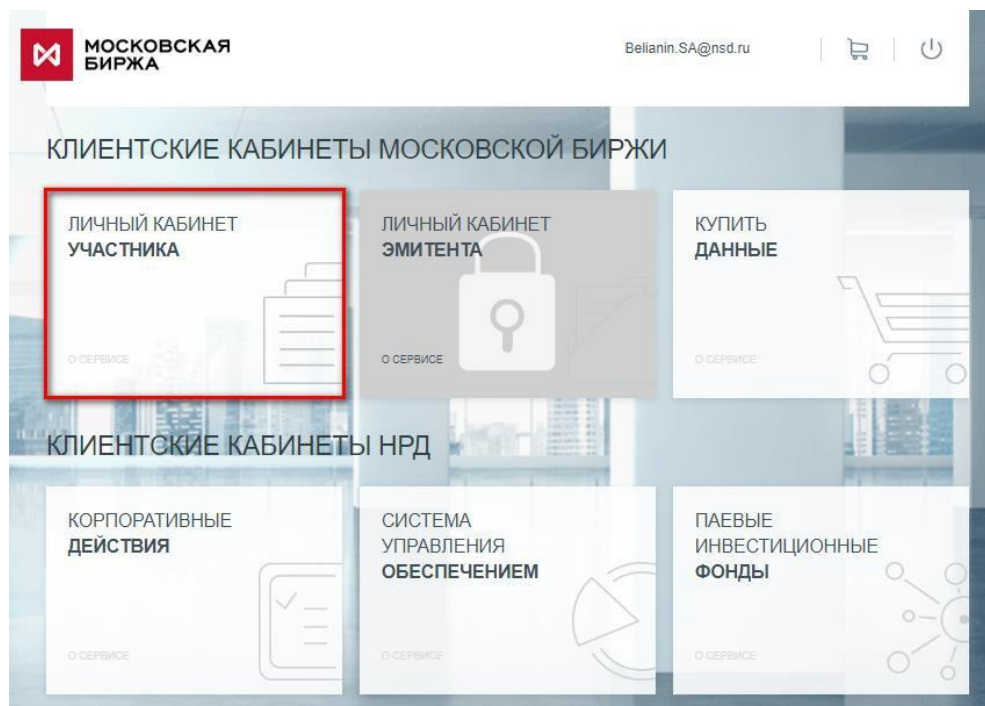 МОСКОВСКАЯ
БИРЖА
Belianin.SA@nsd.ru
КЛИЕНТСКИЕ КАБИНЕТЫ МОСКОВСКОЙ БИРЖИ
ЛИЧНЫЙ КАБИНЕТ
УЧАСТНИКА
О СЕРВИСЕ
ЛИЧНЫЙ КАБИНЕТ
ЭМИТЕНТА
О СЕРВИСЕ
КУПИТЬ
ДАННЫЕ
О СЕРВИСЕ
КЛИЕНТСКИЕ КАБИНЕТЫ НРД
КОРПОРАТИВНЫЕ
ДЕЙСТВИЯ
О СЕРВИСЕ
СИСТЕМА
УПРАВЛЕНИЯ
ОБЕСПЕЧЕНИЕМ
О СЕРВИСЕ
ПАЕВЫЕ
ИНВЕСТИЦИОННЫЕ
ФОНДЫ
О СЕРВИСЕ